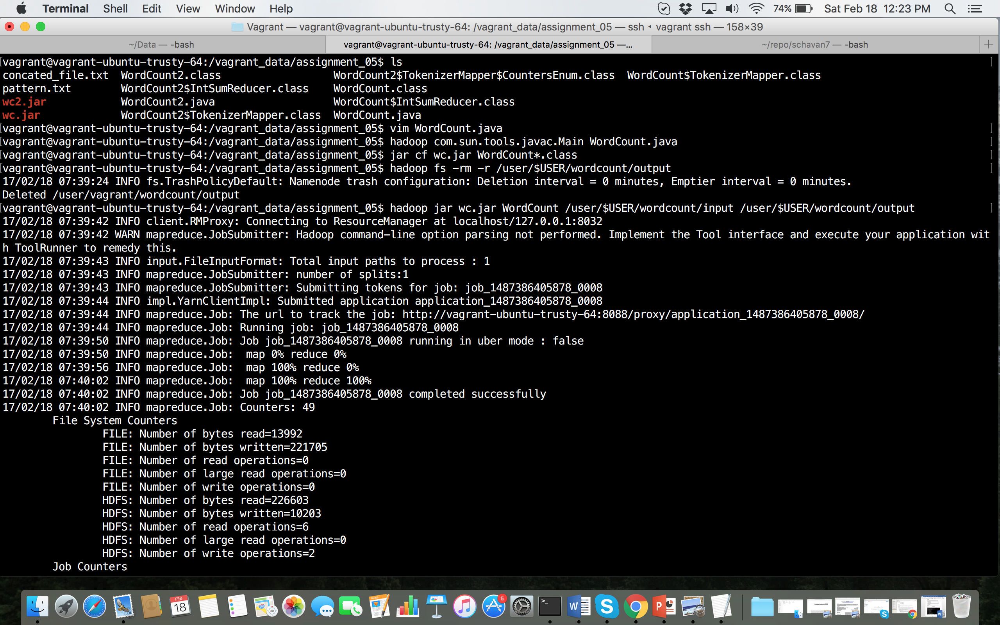 Terminal Shell Edit View Window Help 74% Sat Feb 18 12:23 PM
Vagrant — vagrant@vagrant-ubuntu-trusty-64: /vagrant_data/assignment_05 — ssh ◂ vagrant ssh — 158×39
~/Data — -bash
vagrant@vagrant-ubuntu-trusty-64: /vagrant_data/assignment_05 —...
~/repo/schavan7 — -bash
[vagrant@vagrant-ubuntu-trusty-64:/vagrant_data/assignment_05$ ls ]
concated_file.txt WordCount2.class WordCount2$TokenizerMapper$CountersEnum.class WordCount$TokenizerMapper.class
pattern.txt WordCount2$IntSumReducer.class WordCount.class
wc2.jar WordCount2.java WordCount$IntSumReducer.class
wc.jar WordCount2$TokenizerMapper.class WordCount.java
[vagrant@vagrant-ubuntu-trusty-64:/vagrant_data/assignment_05$ vim WordCount.java ]
[vagrant@vagrant-ubuntu-trusty-64:/vagrant_data/assignment_05$ hadoop com.sun.tools.javac.Main WordCount.java ]
[vagrant@vagrant-ubuntu-trusty-64:/vagrant_data/assignment_05$ jar cf wc.jar WordCount*.class ]
[vagrant@vagrant-ubuntu-trusty-64:/vagrant_data/assignment_05$ hadoop fs -rm -r /user/$USER/wordcount/output ]
17/02/18 07:39:24 INFO fs.TrashPolicyDefault: Namenode trash configuration: Deletion interval = 0 minutes, Emptier interval = 0 minutes.
Deleted /user/vagrant/wordcount/output
[vagrant@vagrant-ubuntu-trusty-64:/vagrant_data/assignment_05$ hadoop jar wc.jar WordCount /user/$USER/wordcount/input /user/$USER/wordcount/output ]
17/02/18 07:39:42 INFO client.RMProxy: Connecting to ResourceManager at localhost/127.0.0.1:8032
17/02/18 07:39:42 WARN mapreduce.JobSubmitter: Hadoop command-line option parsing not performed. Implement the Tool interface and execute your application wit
h ToolRunner to remedy this.
17/02/18 07:39:43 INFO input.FileInputFormat: Total input paths to process : 1
17/02/18 07:39:43 INFO mapreduce.JobSubmitter: number of splits:1
17/02/18 07:39:43 INFO mapreduce.JobSubmitter: Submitting tokens for job: job_1487386405878_0008
17/02/18 07:39:44 INFO impl.YarnClientImpl: Submitted application application_1487386405878_0008
17/02/18 07:39:44 INFO mapreduce.Job: The url to track the job: http://vagrant-ubuntu-trusty-64:8088/proxy/application_1487386405878_0008/
17/02/18 07:39:44 INFO mapreduce.Job: Running job: job_1487386405878_0008
17/02/18 07:39:50 INFO mapreduce.Job: Job job_1487386405878_0008 running in uber mode : false
17/02/18 07:39:50 INFO mapreduce.Job:  map 0% reduce 0%
17/02/18 07:39:56 INFO mapreduce.Job:  map 100% reduce 0%
17/02/18 07:40:02 INFO mapreduce.Job:  map 100% reduce 100%
17/02/18 07:40:02 INFO mapreduce.Job: Job job_1487386405878_0008 completed successfully
17/02/18 07:40:02 INFO mapreduce.Job: Counters: 49
File System Counters
FILE: Number of bytes read=13992
FILE: Number of bytes written=221705
FILE: Number of read operations=0
FILE: Number of large read operations=0
FILE: Number of write operations=0
HDFS: Number of bytes read=226603
HDFS: Number of bytes written=10203
HDFS: Number of read operations=6
HDFS: Number of large read operations=0
HDFS: Number of write operations=2
Job Counters
FEB
18
PAGES
3D
5